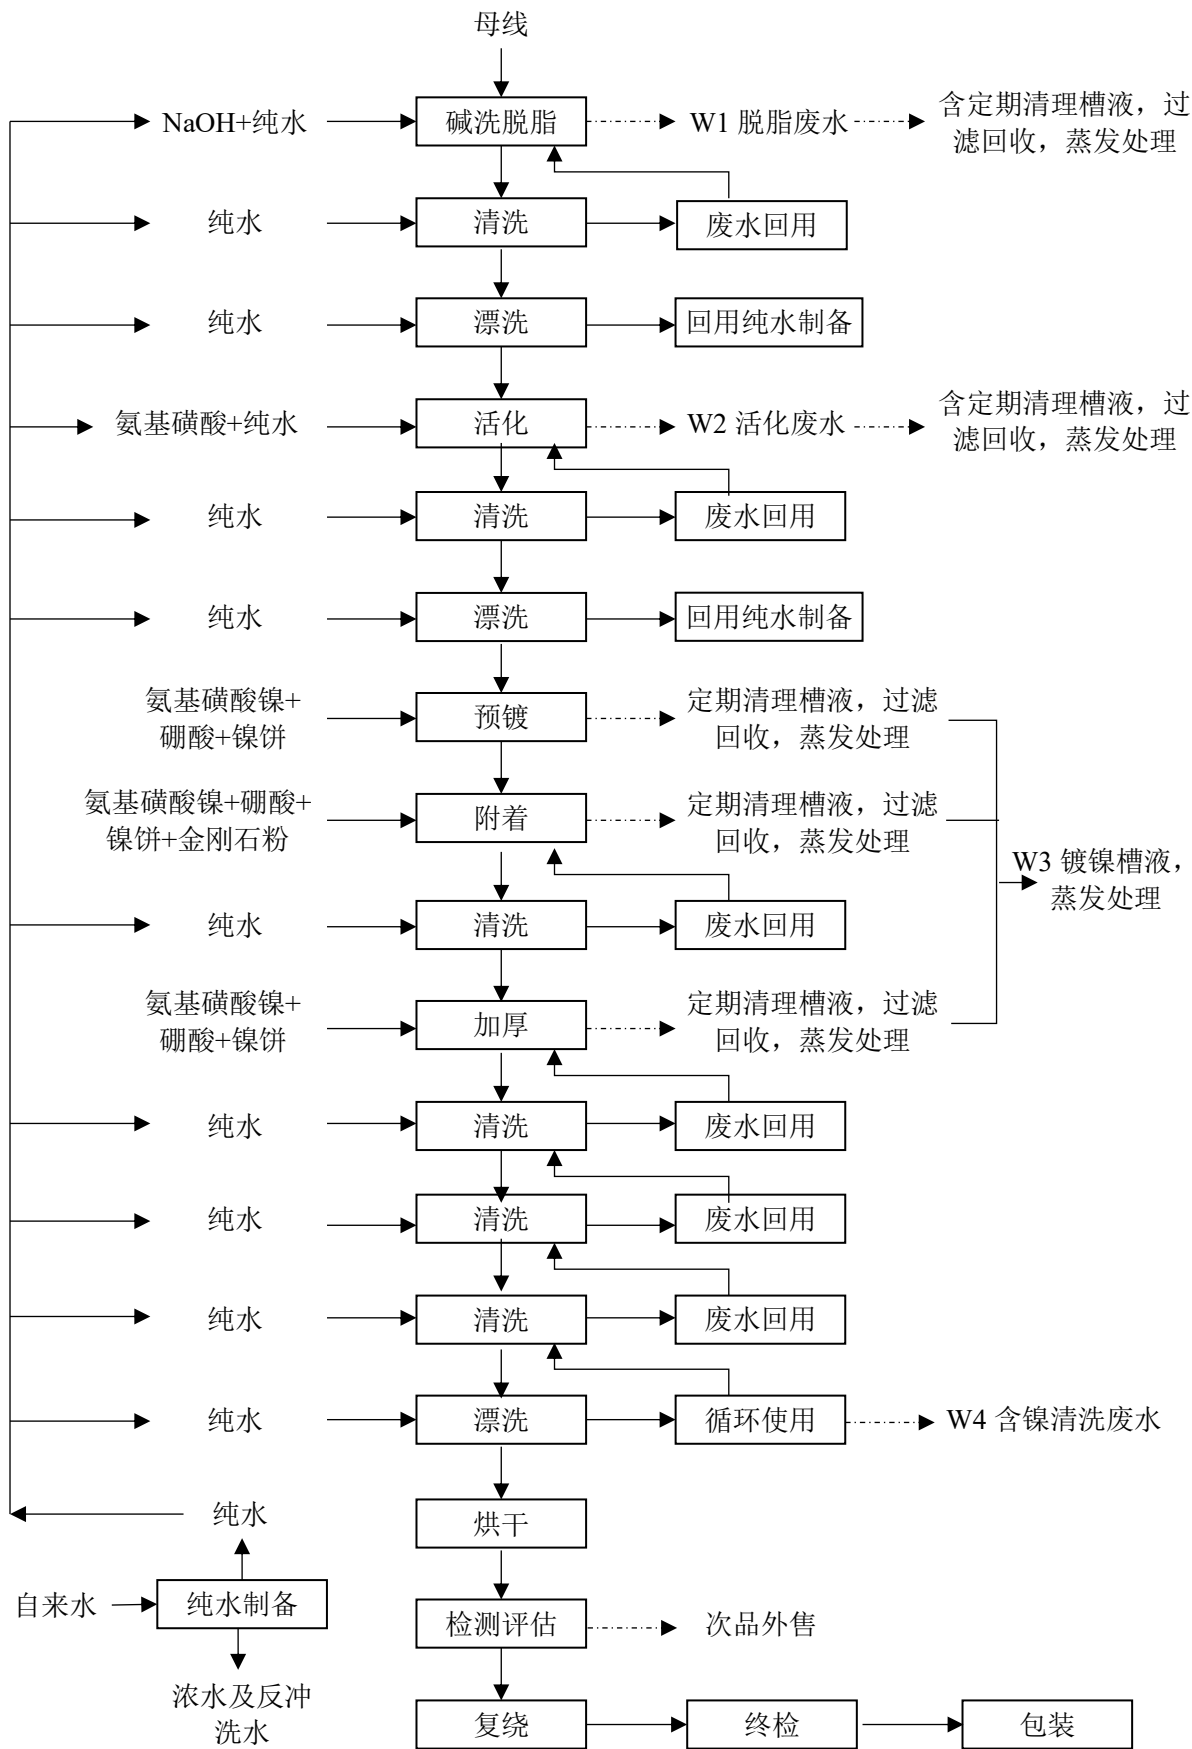 母线
NaOH+纯水
碱洗脱脂
W1 脱脂废水
含定期清理槽液，过
滤回收，蒸发处理
纯水
清洗
废水回用
纯水
漂洗
回用纯水制备
氨基磺酸+纯水
活化
W2 活化废水
含定期清理槽液，过
滤回收，蒸发处理
纯水
清洗
废水回用
纯水
漂洗
回用纯水制备
氨基磺酸镍+
硼酸+镍饼
预镀
定期清理槽液，过滤
回收，蒸发处理
氨基磺酸镍+硼酸+
镍饼+金刚石粉
附着
定期清理槽液，过滤
回收，蒸发处理
W3 镀镍槽液，
蒸发处理
纯水
清洗
废水回用
氨基磺酸镍+
硼酸+镍饼
加厚
定期清理槽液，过滤
回收，蒸发处理
纯水
清洗
废水回用
纯水
清洗
废水回用
纯水
清洗
废水回用
纯水
漂洗
循环使用
W4 含镍清洗废水
纯水
烘干
自来水
纯水制备
检测评估
次品外售
浓水及反冲
洗水
复绕
终检
包装